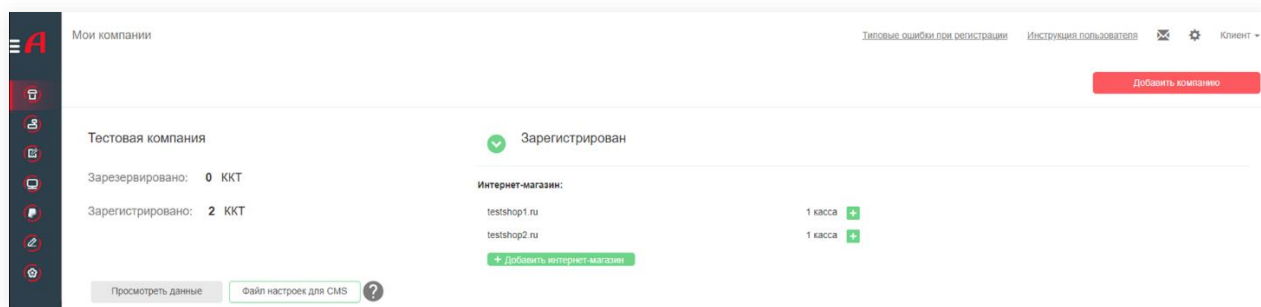 Мои компании
Типовые ошибки при регистрации
Инструкция пользователя
Клиент
Добавить компанию
Тестовая компания
Зарегистрирован
Зарезервировано: 0 ККТ
Интернет-магазин:
Зарегистрировано: 2 ККТ
testshop1.ru 1 касса +
testshop2.ru 1 касса +
+ Добавить интернет-магазин
Просмотреть данные
Файл настроек для CMS
?